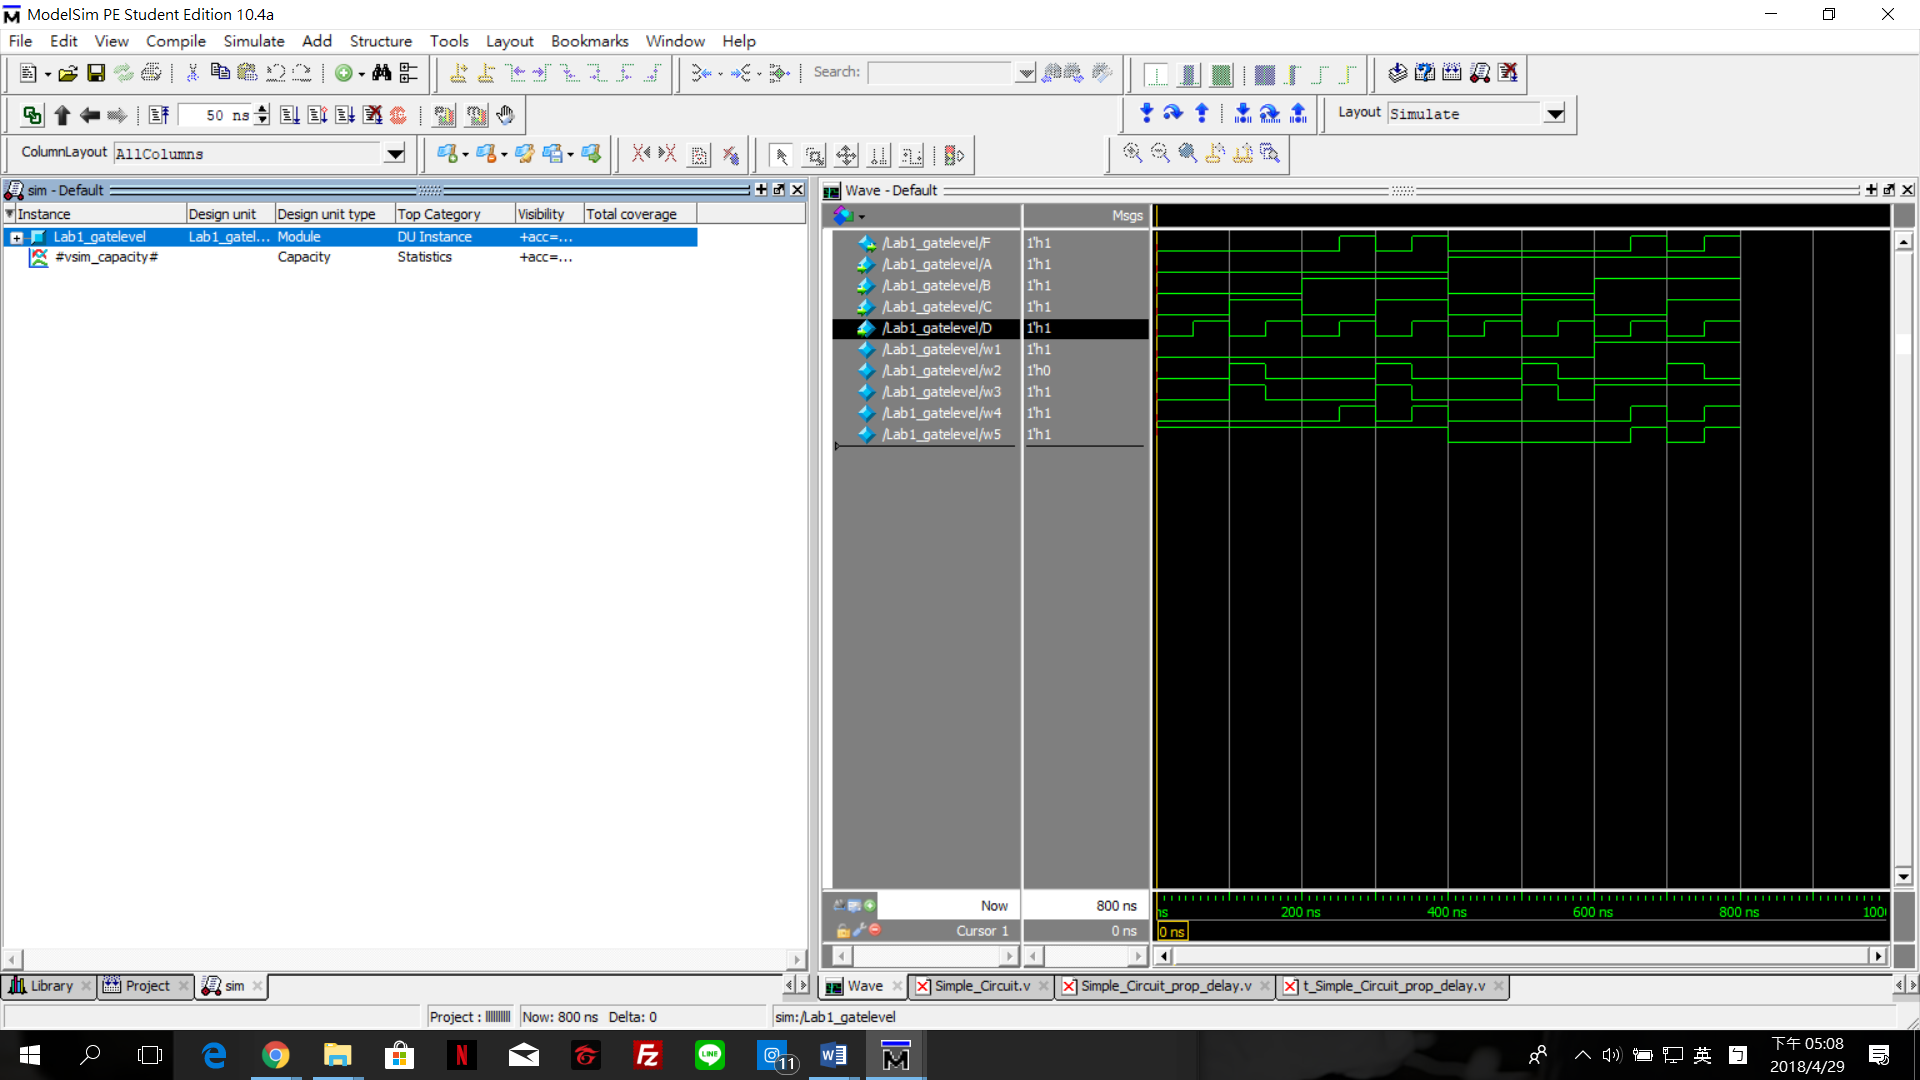 ModelSim PE Student Edition 10.4a
File Edit View Compile Simulate Add Structure Tools Layout Bookmarks Window Help
Search:
50 ns
Layout Simulate
ColumnLayout AllColumns
sim - Default
Instance Design unit Design unit type Top Category Visibility Total coverage
Lab1_gatelevel Lab1_gatel... Module DU Instance +acc=...
#vsim_capacity# Capacity Statistics +acc=...
Wave - Default
Msgs
/Lab1_gatelevel/F 1'h1
/Lab1_gatelevel/A 1'h1
/Lab1_gatelevel/B 1'h1
/Lab1_gatelevel/C 1'h1
/Lab1_gatelevel/D 1'h1
/Lab1_gatelevel/w1 1'h1
/Lab1_gatelevel/w2 1'h0
/Lab1_gatelevel/w3 1'h1
/Lab1_gatelevel/w4 1'h1
/Lab1_gatelevel/w5 1'h1
Now 800 ns
ns 200 ns 400 ns 600 ns 800 ns 100
Cursor 1 0 ns
0 ns
Library Project sim
Wave Simple_Circuit.v Simple_Circuit_prop_delay.v t_Simple_Circuit_prop_delay.v
Project : Now: 800 ns Delta: 0 sim:/Lab1_gatelevel
N
Fz
LINE
11
W
M
英
ㄅ
下午 05:08
2018/4/29